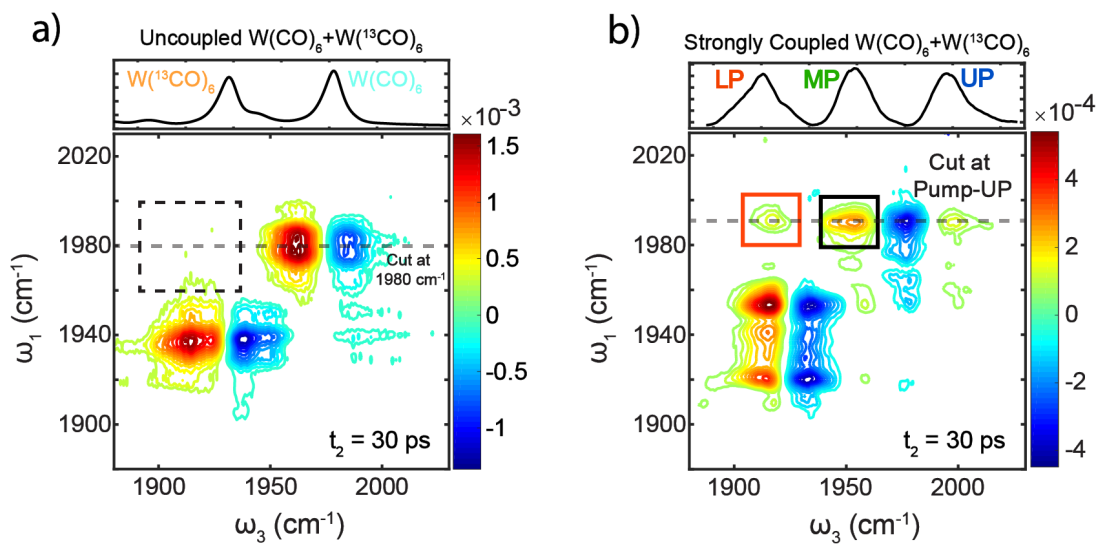 a)
Uncoupled W(CO)₆+W(¹³CO)₆
W(¹³CO)₆
W(CO)₆
×10⁻³
2020
1980
1940
1900
ω₁ (cm⁻¹)
Cut at
1980 cm⁻¹
t₂ = 30 ps
1900
1950
2000
ω₃ (cm⁻¹)
1.5
1
0.5
0
-0.5
-1
b)
Strongly Coupled W(CO)₆+W(¹³CO)₆
LP
MP
UP
×10⁻⁴
2020
1980
1940
1900
ω₁ (cm⁻¹)
Cut at
Pump-UP
t₂ = 30 ps
1900
1950
2000
ω₃ (cm⁻¹)
4
2
0
-2
-4